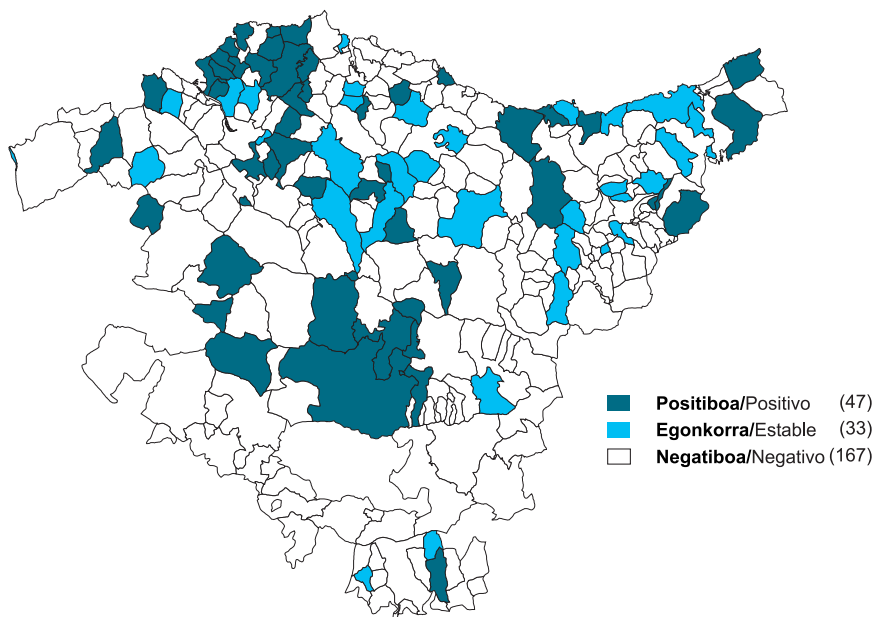 Positiboa/Positivo (47)
Egonkorra/Estable (33)
Negatiboa/Negativo (167)